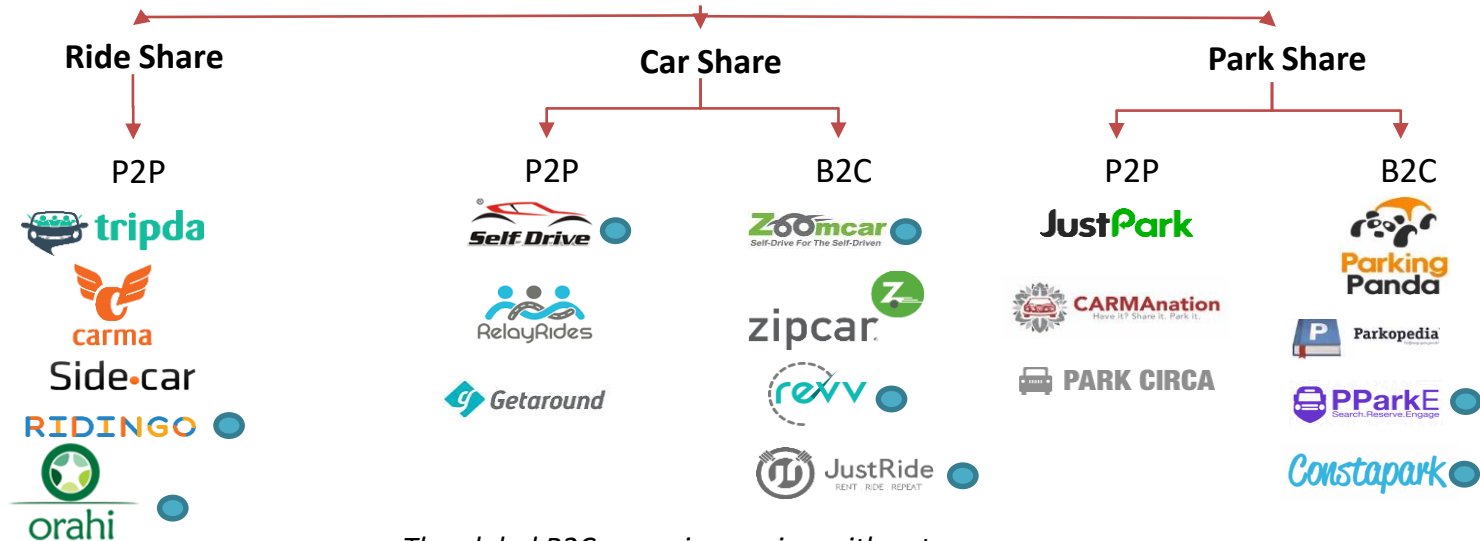 Ride Share
Car Share
Park Share
P2P
P2P
B2C
P2P
B2C
tripda
carma
Side•car
RIDINGO
orahi
®
Self Drive
RelayRides
Getaround
Zoomcar
Self-Drive For The Self-Driven
Z
zipcar.
revv
JustRide
RENT . RIDE . REPEAT
JustPark
CARMAnation
Have it? Share it. Park it.
PARK CIRCA
Parking
Panda
P
Parkopedia
PParkE
Search.Reserve.Engage
Constapark